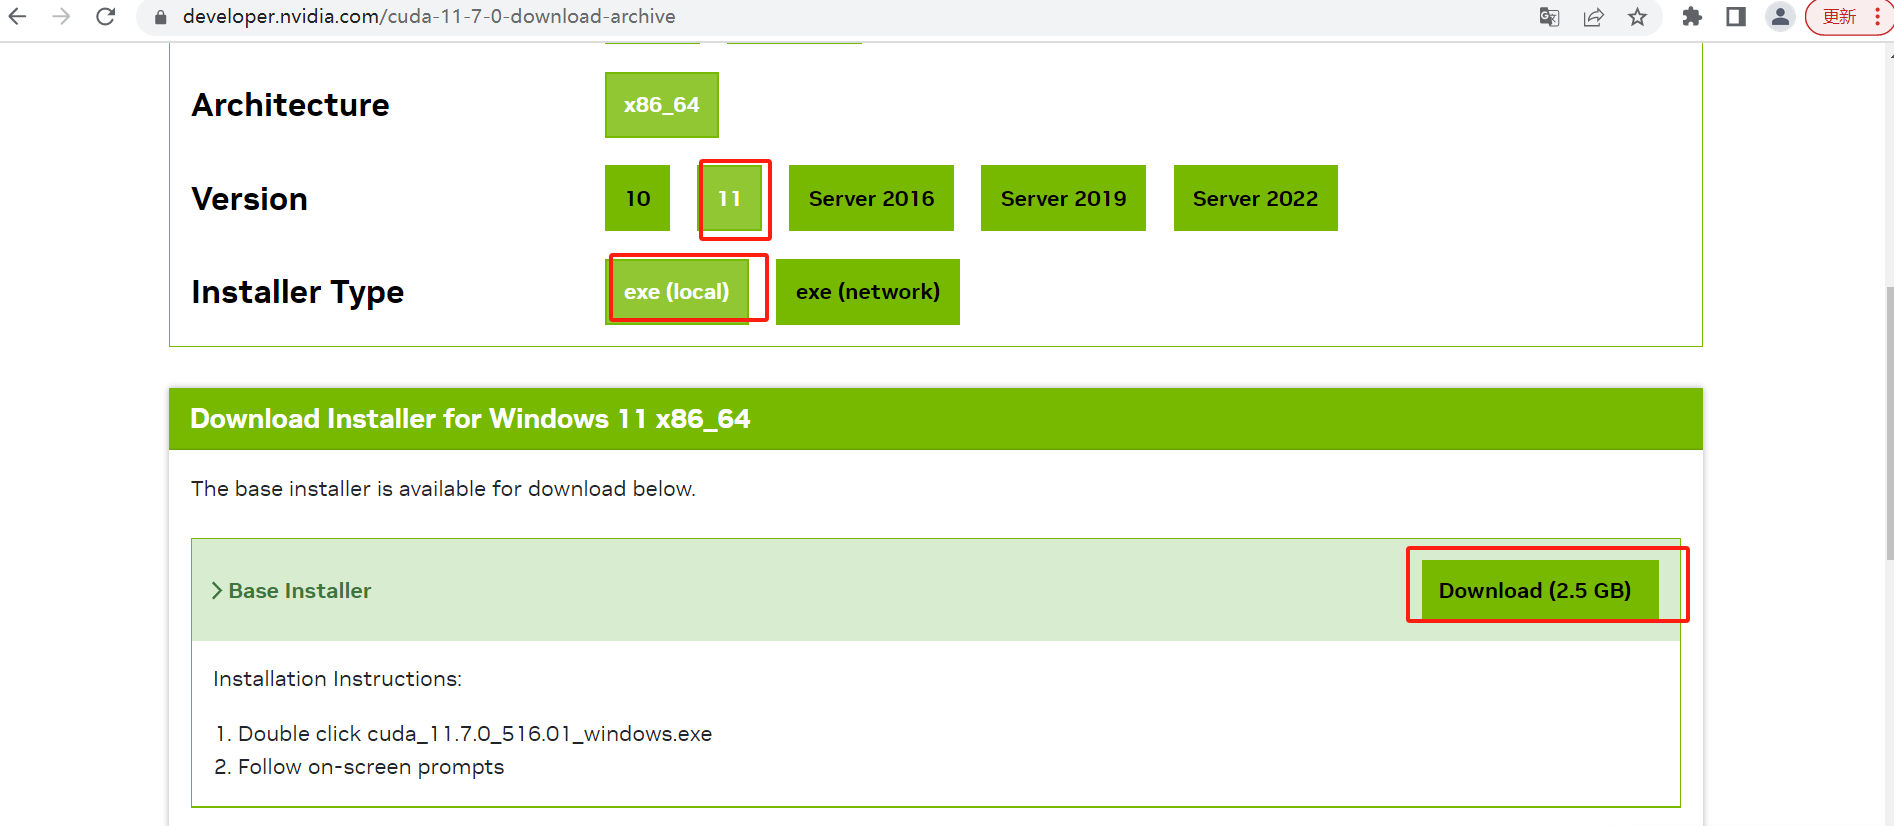 developer.nvidia.com/cuda-11-7-0-download-archive
更新
Architecture
x86_64
Version
10
11
Server 2016
Server 2019
Server 2022
Installer Type
exe (local)
exe (network)
Download Installer for Windows 11 x86_64
The base installer is available for download below.
Base Installer
Download (2.5 GB)
Installation Instructions:
1. Double click cuda_11.7.0_516.01_windows.exe
2. Follow on-screen prompts